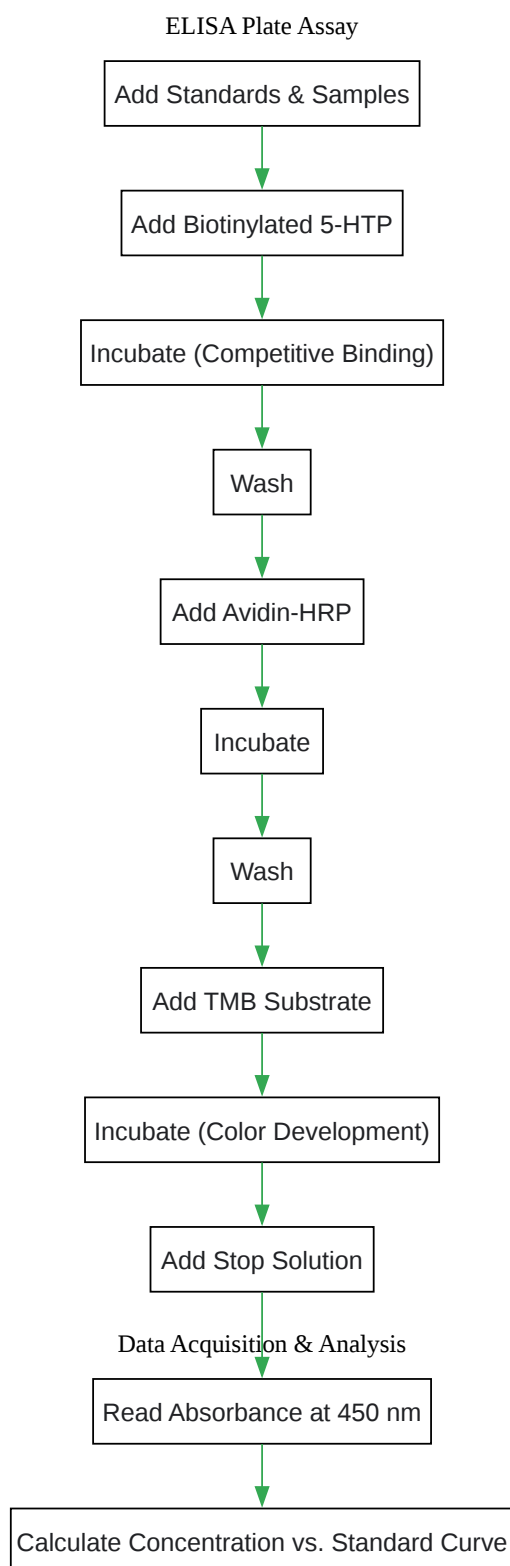 ELISA Plate Assay
Add Standards & Samples
Add Biotinylated 5-HTP
Incubate (Competitive Binding)
Wash
Add Avidin-HRP
Incubate
Wash
Add TMB Substrate
Incubate (Color Development)
Add Stop Solution
Data Acquisition & Analysis
Read Absorbance at 450 nm
Calculate Concentration vs. Standard Curve